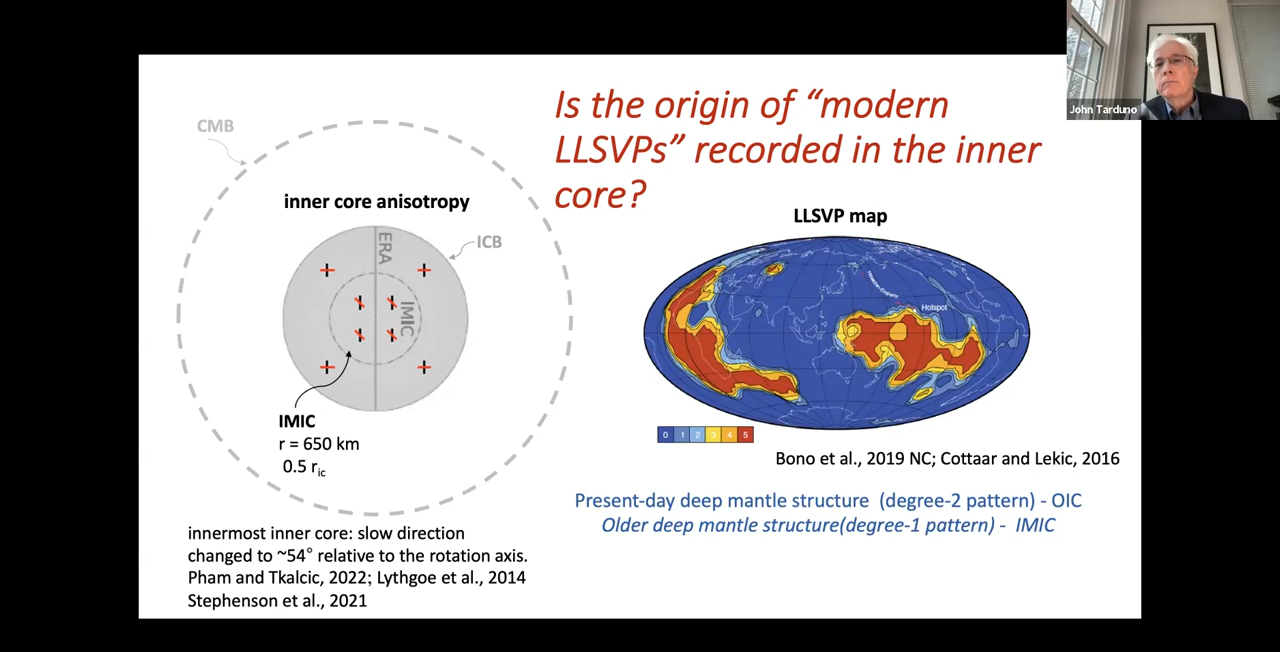 John Tarduno
Is the origin of “modern
LLSVPs” recorded in the inner
core?
CMB
inner core anisotropy
ERA
ICB
IMIC
IMIC
r = 650 km
0.5 ric
innermost inner core: slow direction
changed to ~54° relative to the rotation axis.
Pham and Tkalcic, 2022; Lythgoe et al., 2014
Stephenson et al., 2021
LLSVP map
Hotspot
0 1 2 3 4 5
Bono et al., 2019 NC; Cottaar and Lekic, 2016
Present-day deep mantle structure (degree-2 pattern) - OIC
Older deep mantle structure(degree-1 pattern) - IMIC